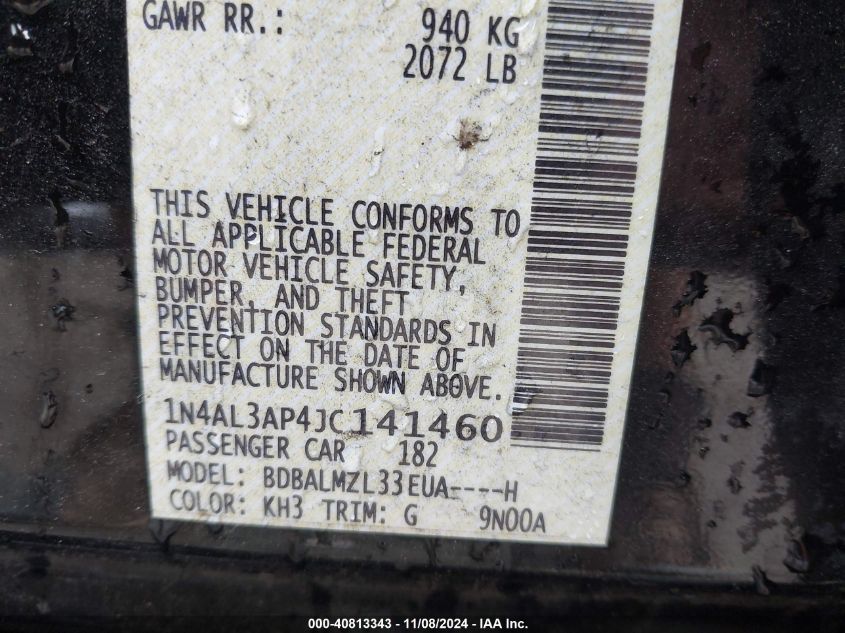 GAWR RR.: 940 KG
2072 LB
THIS VEHICLE CONFORMS TO
ALL APPLICABLE FEDERAL
MOTOR VEHICLE SAFETY,
BUMPER, AND THEFT
PREVENTION STANDARDS IN
EFFECT ON THE DATE OF
MANUFACTURE SHOWN ABOVE.
1N4AL3AP4JC141460
PASSENGER CAR 182
MODEL: BDBALMZL33EUA----H
COLOR: KH3 TRIM: G 9N00A
000-40813343 - 11/08/2024 - IAA Inc.